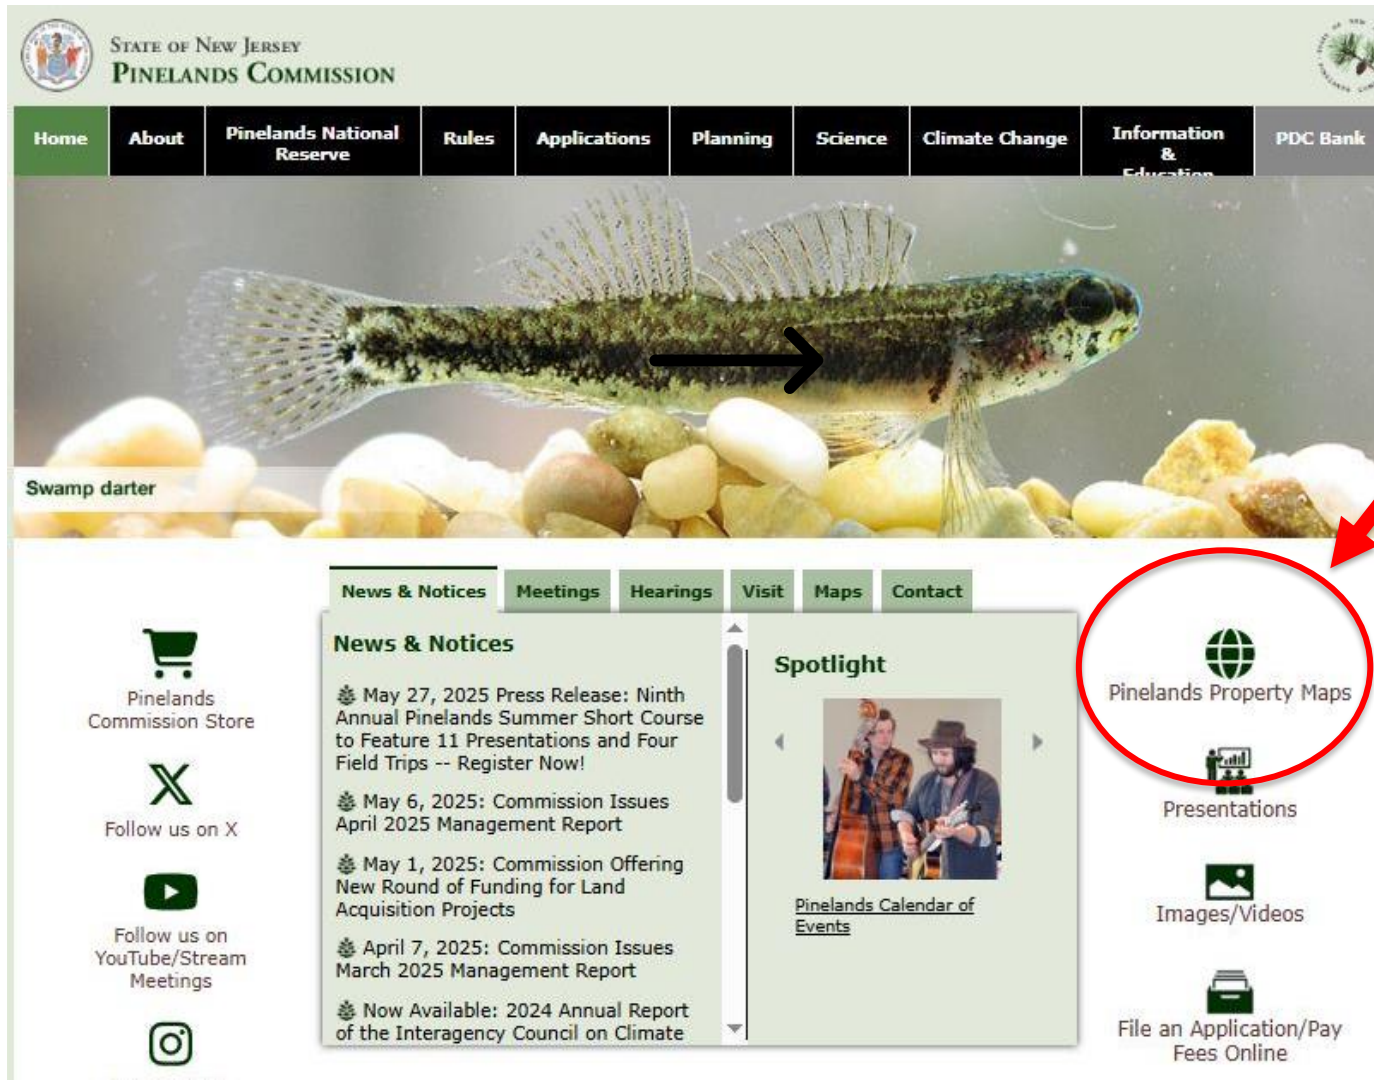 STATE OF NEW JERSEY
PINELANDS COMMISSION
Home
About
Pinelands National
Reserve
Rules
Applications
Planning
Science
Climate Change
Information
&
Education
PDC Bank
Swamp darter
News & Notices
Meetings
Hearings
Visit
Maps
Contact
Pinelands
Commission Store
Follow us on X
Follow us on
YouTube/Stream
Meetings
News & Notices
May 27, 2025 Press Release: Ninth
Annual Pinelands Summer Short Course
to Feature 11 Presentations and Four
Field Trips -- Register Now!
May 6, 2025: Commission Issues
April 2025 Management Report
May 1, 2025: Commission Offering
New Round of Funding for Land
Acquisition Projects
April 7, 2025: Commission Issues
March 2025 Management Report
Now Available: 2024 Annual Report
of the Interagency Council on Climate
Spotlight
Pinelands Calendar of
Events
Pinelands Property Maps
Presentations
Images/Videos
File an Application/Pay
Fees Online